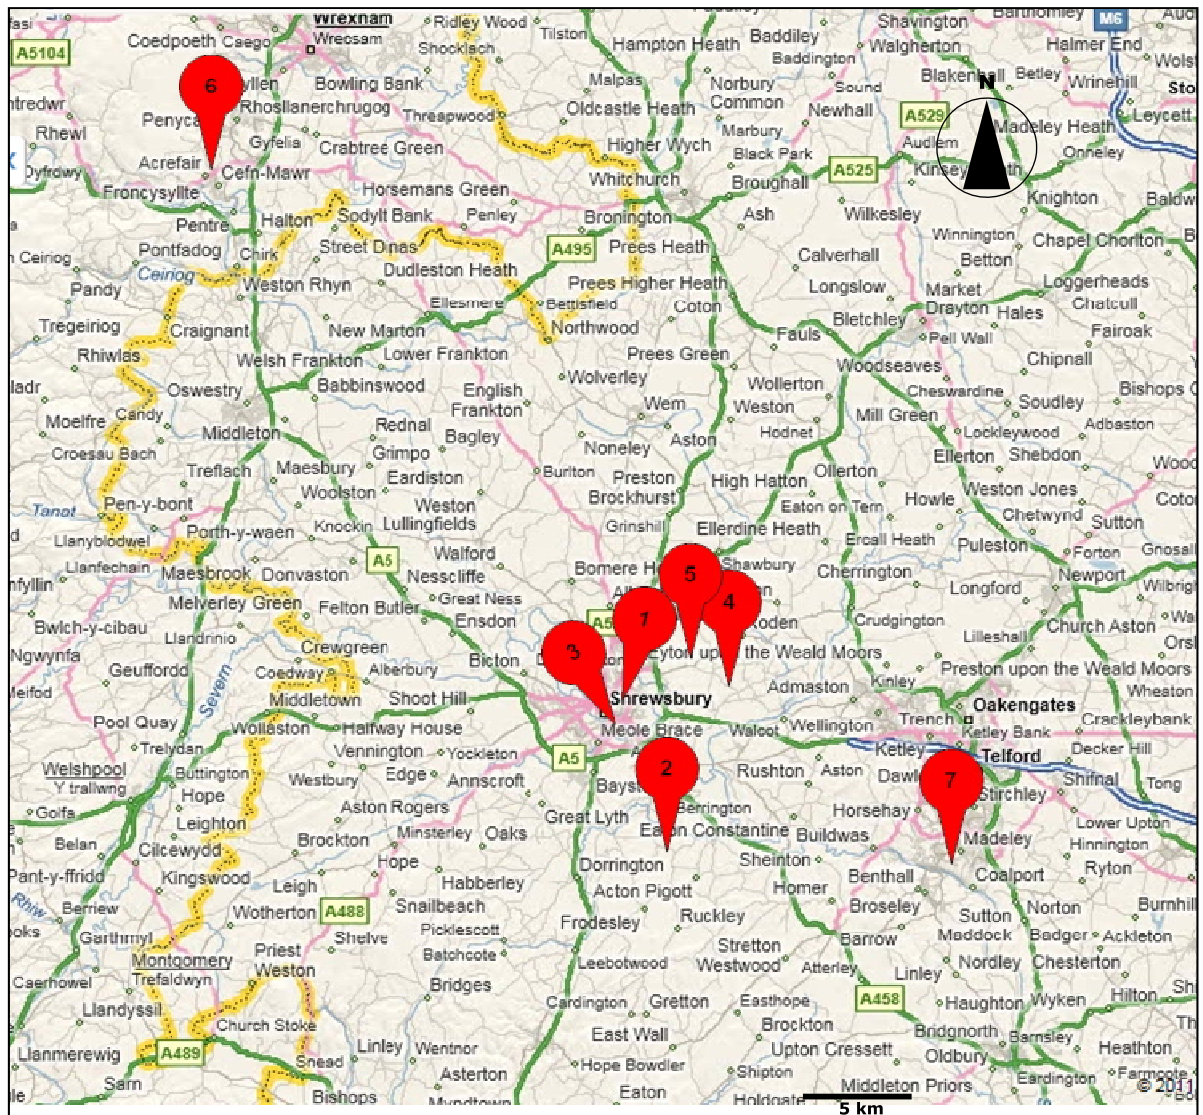 Wrexham
Wrecsam
Ridley Wood
Tilston
Baddiley
Shavington
M6
A5104
Coedpoeth
Caego
Shocklach
Hampton Heath
Baddington
Walgherton
Halmer End
Bowling Bank
Malpas
Norbury
Common
Sound
Blakenhall
Betley
Wrinehill
6
N
Rhosllanerchrugog
Threapwood
Oldcastle Heath
Newhall
A529
Rhewl
Gyfelia
Crabtree Green
Higher Wych
Marbury
Audlem
Madeley Heath
Acrefair
Cefn-Mawr
Black Park
A525
Onneley
Froncysyllte
Horsemans Green
Whitchurch
Broughall
Knighton
Pentre
Halton
Sodylt Bank
Penley
Bronington
Ash
Wilkesley
Pontfadog
Chirk
Street Dinas
A495
Prees Heath
Winnington
Chapel Chorlton
Ceiriog
Weston Rhyn
Dudleston Heath
Prees Higher Heath
Calverhall
Betton
Pandy
Ellesmere
Bettisfield
Coton
Longslow
Market
Drayton
Loggerheads
Chatcull
Tregeiriog
Craignant
New Marton
Northwood
Fauls
Bletchley
Hales
Fairoak
Rhiwlas
Welsh Frankton
Lower Frankton
Prees Green
Woodseaves
Pell Wall
Chipnall
Oswestry
Babbinswood
English
Frankton
Wolverley
Wollerton
Cheswardine
Soudley
Moelfre
Candy
Rednal
Wem
Weston
Mill Green
Adbaston
Croesau Bach
Middleton
Grimpo
Bagley
Noneley
Aston
Hodnet
Lockleywood
Ellerton
Shebdon
Treflach
Maesbury
Eardiston
Burlton
Preston
Brockhurst
High Hatton
Ollerton
Weston Jones
Pen-y-bont
Woolston
Weston
Lullingfields
Eaton on Tern
Howle
Chetwynd
Tanat
Llanyblodwel
Porth-y-waen
Knockin
Grinshill
Ellerdine Heath
Sutton
Llanfechain
A5
Walford
Ercall Heath
Puleston
Forton
Maesbrook
Donvaston
Nesscliffe
Shawbury
Cherrington
Longford
Newport
Melverley Green
Felton Butler
Great Ness
5
4
Bwlch-y-cibau
Llandrinio
Ensdon
1
Crudgington
Lilleshall
Church Aston
Geuffordd
Crewgreen
Bicton
3
Eyton upon the Weald Moors
Preston upon the Weald Moors
Severn
Coedway
Alberbury
Admaston
Kinley
Wheaton
Middletown
Shoot Hill
Shrewsbury
Oakengates
Pool Quay
Wollaston
Halfway House
Meole Brace
Walcot
Wellington
Trench
Ketley Bank
Crackleybank
Trelydan
Vennington
Yockleton
A5
Ketley
Telford
Decker Hill
Welshpool
Y trallwng
Buttington
Westbury
Edge
Annscroft
2
Rushton
Aston
7
Shifnal
Tong
Golfa
Hope
Aston Rogers
Great Lyth
Berrington
Horsehay
Stirchley
Belan
Leighton
Brockton
Minsterley
Oaks
Eaton Constantine
Buildwas
Madeley
Lower Upton
Hinnington
Cilcewydd
Hope
Dorrington
Sheinton
Benthall
Coalport
Ryton
Pant-y-ffridd
Kingswood
Leigh
Habberley
Acton Pigott
Homer
Rhiw
Berriew
Wotherton
A488
Snailbeach
Frodesley
Ruckley
Broseley
Sutton
Maddock
Norton
Garthmyl
Priest
Weston
Shelve
Picklescott
Stretton
Westwood
Barrow
Badger
Ackleton
Montgomery
Trefaldwyn
Batchcote
Leebotwood
Atterley
Nordley
Chesterton
Caerhowel
Bridges
Cardington
Gretton
Easthope
A458
Linley
Haughton
Wyken
Hilton
Llandyssil
Church Stoke
East Wall
Brockton
Bridgnorth
Barnsley
Llanmerewig
A489
Snead
Linley
Wentnor
Hope Bowdler
Upton Cressett
Oldbury
Heathton
Sarn
Bishops
Asterton
Eaton
Shipton
Middleton Priors
Eardington
Farmcote
Myndtown
Holdgate
5 km